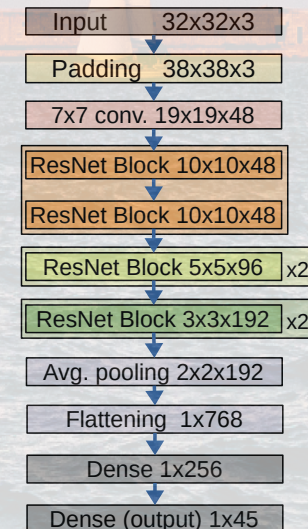 Input 32x32x3
Padding 38x38x3
7x7 conv. 19x19x48
ResNet Block 10x10x48
ResNet Block 10x10x48
ResNet Block 5x5x96 x2
ResNet Block 3x3x192 x2
Avg. pooling 2x2x192
Flattening 1x768
Dense 1x256
Dense (output) 1x45